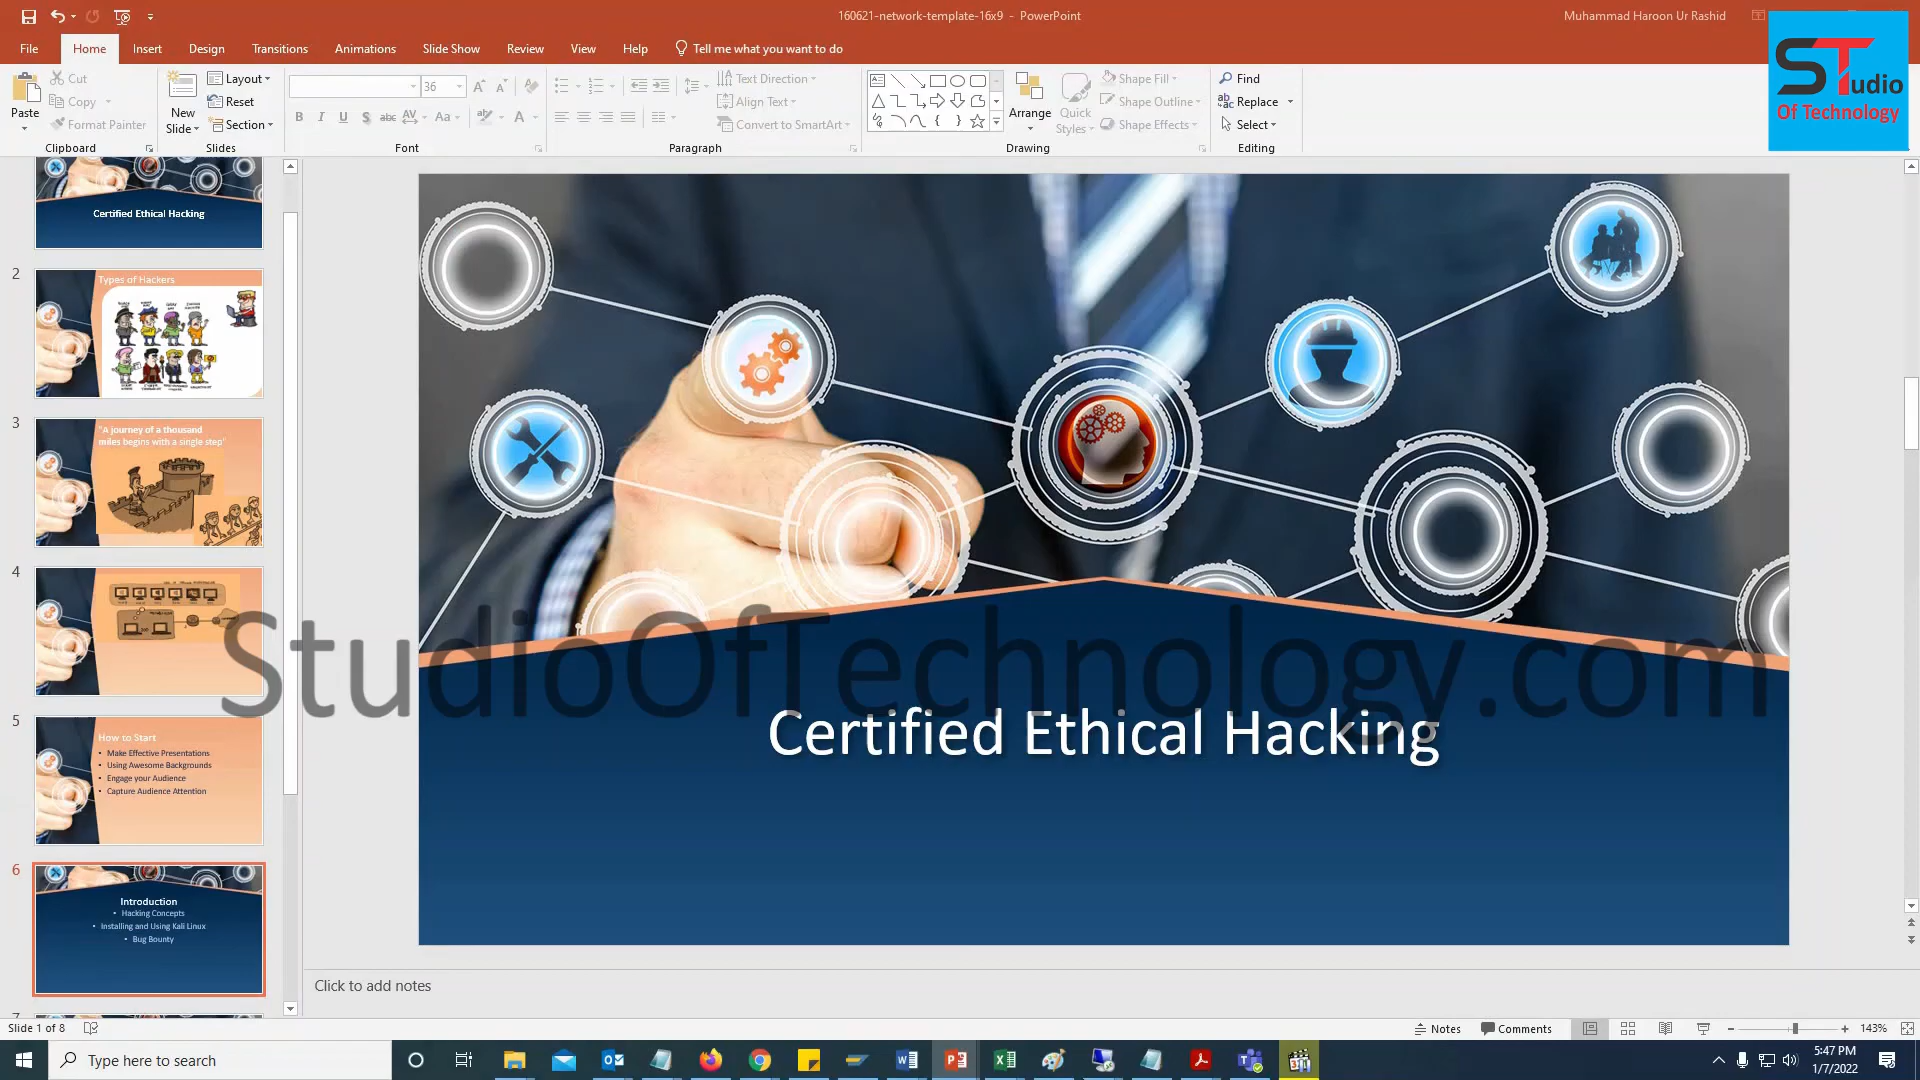 160621-network-template-16x9 - PowerPoint
Muhammad Haroon Ur Rashid
File Home Insert Design Transitions Animations Slide Show Review View Help Tell me what you want to do
STudio
Of Technology
Paste
Cut
Copy
Format Painter
Clipboard
New
Slide
Layout
Reset
Section
Slides
36
B I U S abc AV Aa A
Font
Text Direction
Align Text
Convert to SmartArt
Paragraph
Arrange
Quick
Styles
Shape Fill
Shape Outline
Shape Effects
Drawing
Find
Replace
Select
Editing
Certified Ethical Hacking
2
Types of Hackers
3
"A journey of a thousand
miles begins with a single step"
4
5
How to Start
• Make Effective Presentations
• Using Awesome Backgrounds
• Engage your Audience
• Capture Audience Attention
6
Introduction
• Hacking Concepts
• Installing and Using Kali Linux
• Bug Bounty
StudioOfTechnology.com
Certified Ethical Hacking
Click to add notes
Slide 1 of 8
Notes
Comments
143%
Type here to search
5:47 PM
1/7/2022